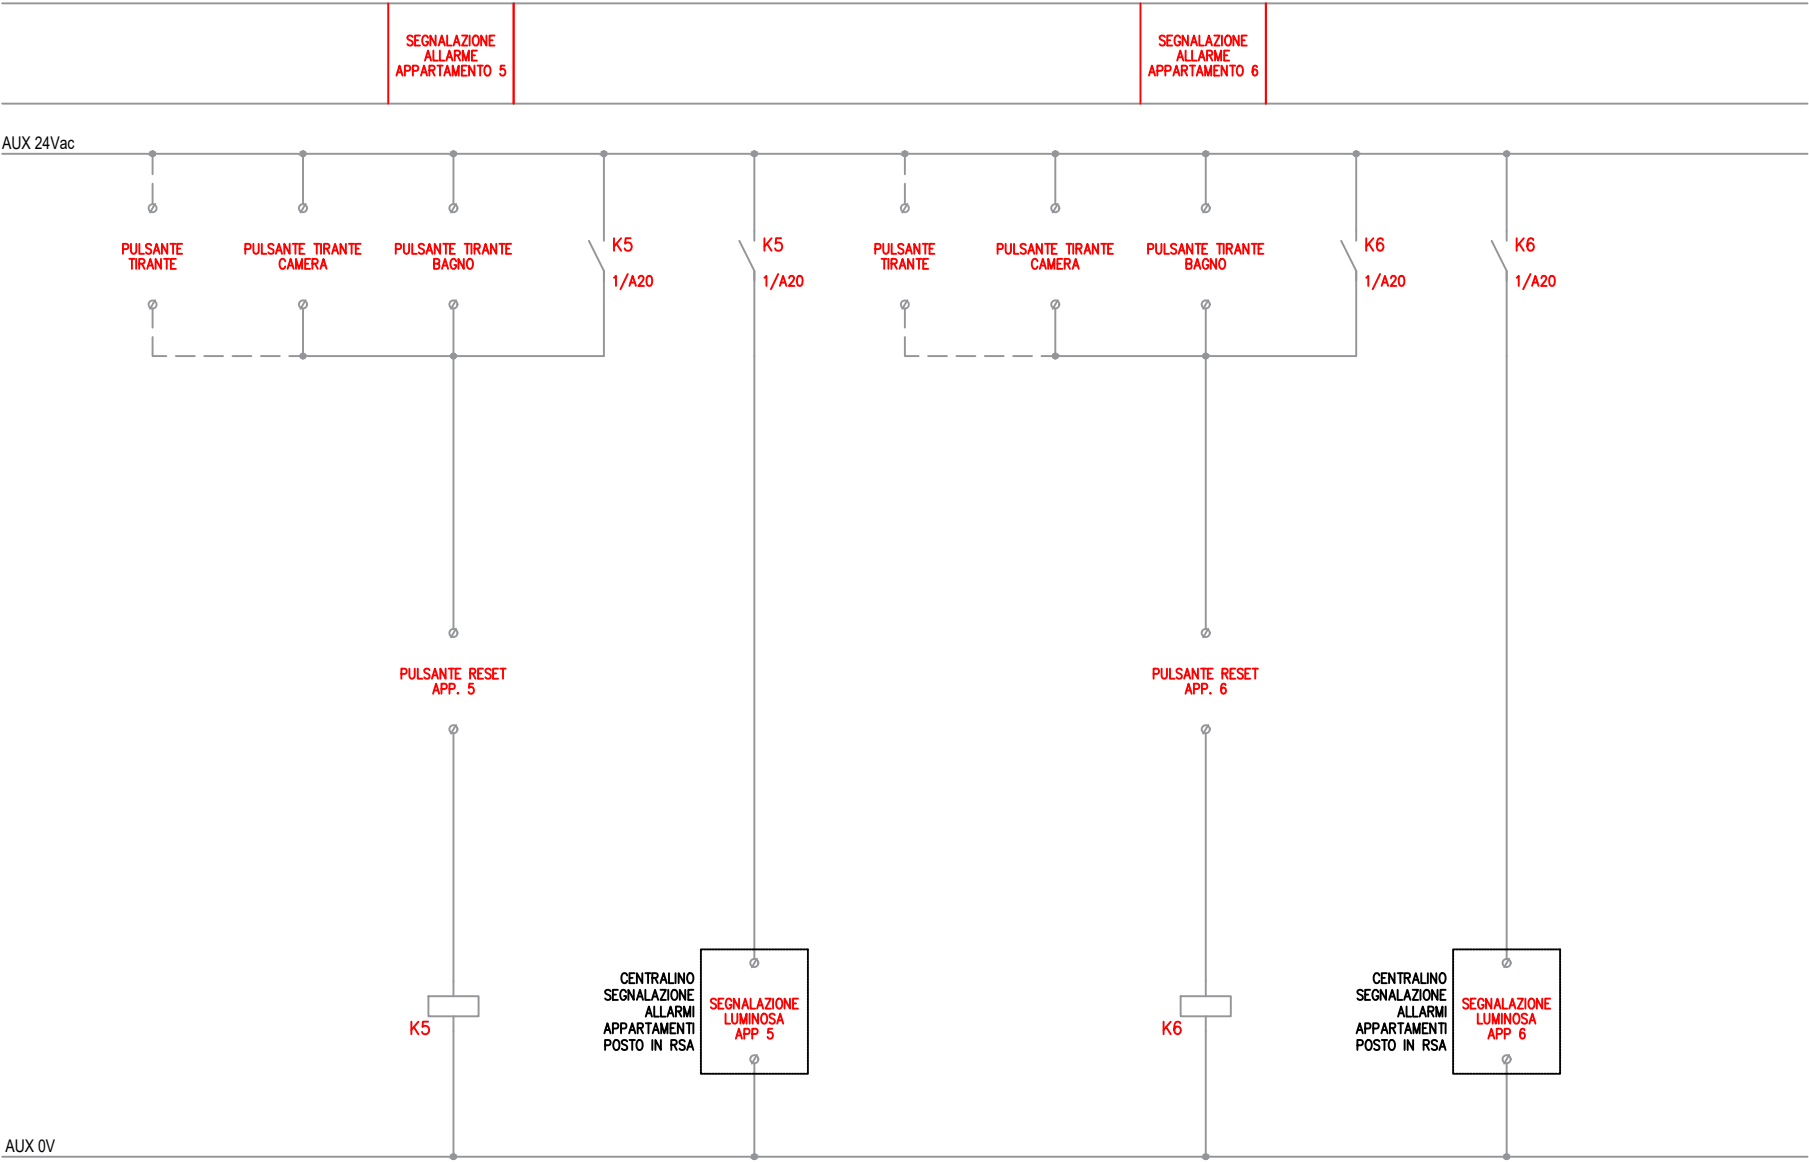 SEGNALAZIONE
ALLARME
APPARTAMENTO 5
SEGNALAZIONE
ALLARME
APPARTAMENTO 6
AUX 24Vac
PULSANTE
TIRANTE
PULSANTE TIRANTE
CAMERA
PULSANTE TIRANTE
BAGNO
K5
1/A20
K5
1/A20
PULSANTE
TIRANTE
PULSANTE TIRANTE
CAMERA
PULSANTE TIRANTE
BAGNO
K6
1/A20
K6
1/A20
PULSANTE RESET
APP. 5
PULSANTE RESET
APP. 6
K5
CENTRALINO
SEGNALAZIONE
ALLARMI
APPARTAMENTI
POSTO IN RSA
SEGNALAZIONE
LUMINOSA
APP 5
K6
CENTRALINO
SEGNALAZIONE
ALLARMI
APPARTAMENTI
POSTO IN RSA
SEGNALAZIONE
LUMINOSA
APP 6
AUX 0V